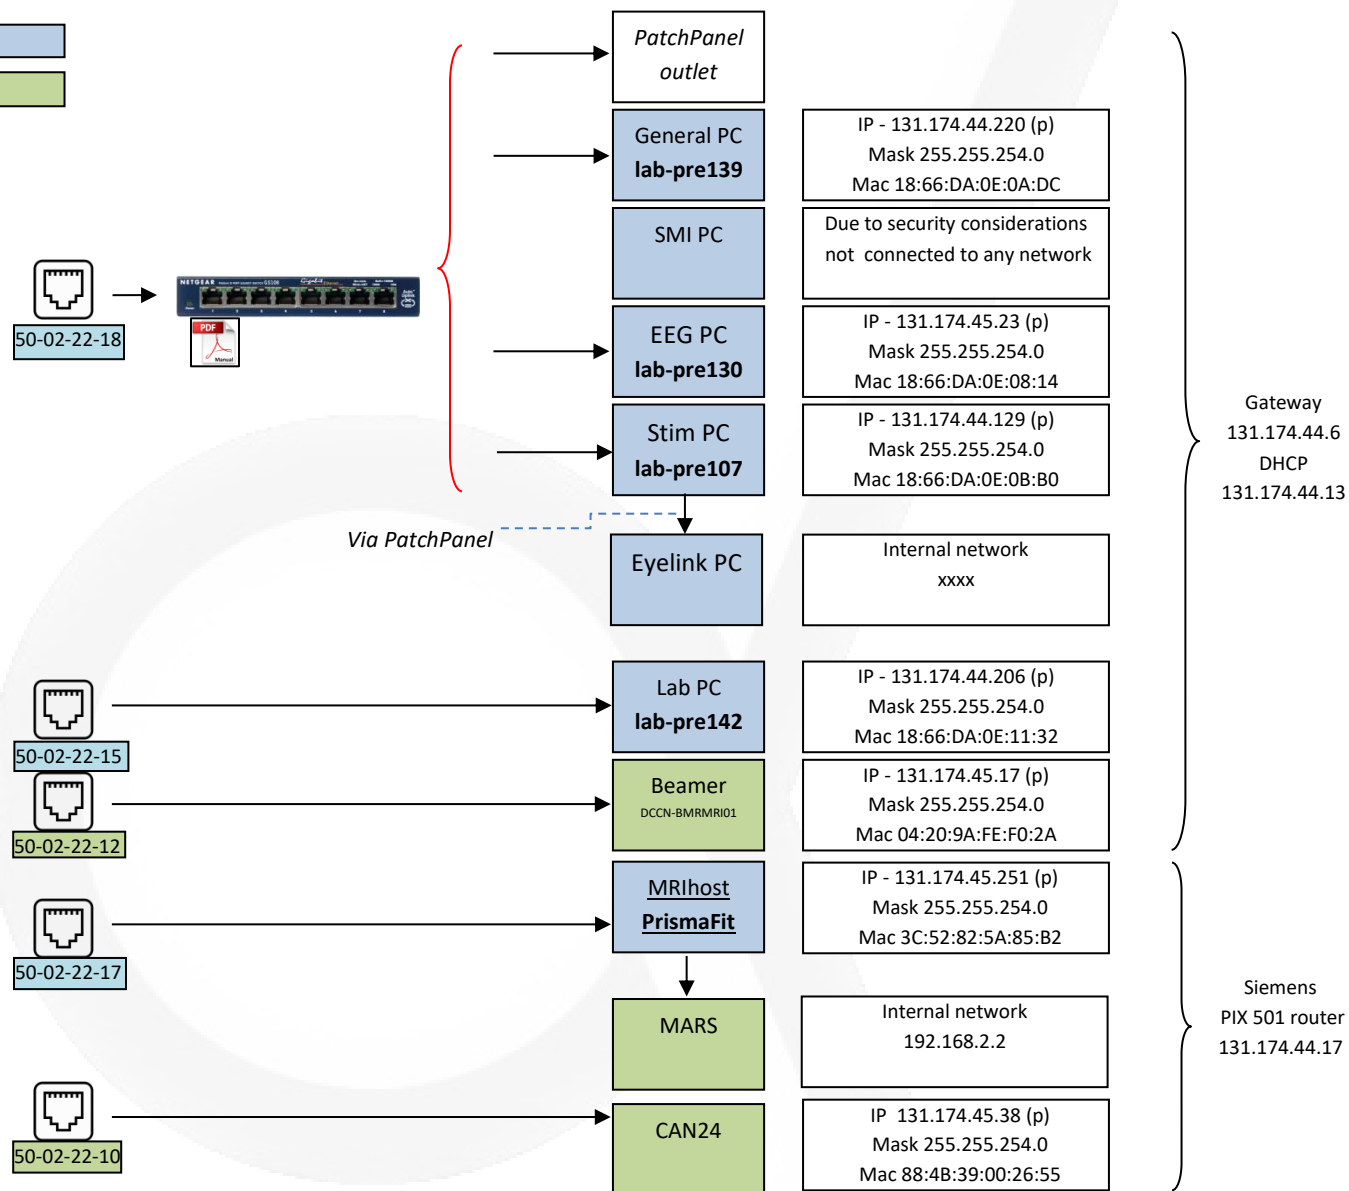 PatchPanel
outlet
General PC
lab-pre139
IP - 131.174.44.220 (p)
Mask 255.255.254.0
Mac 18:66:DA:0E:0A:DC
SMI PC
Due to security considerations
not connected to any network
50-02-22-18
NETGEAR
GS108
Gigabit
PDF
Manual
EEG PC
lab-pre130
IP - 131.174.45.23 (p)
Mask 255.255.254.0
Mac 18:66:DA:0E:08:14
Stim PC
lab-pre107
IP - 131.174.44.129 (p)
Mask 255.255.254.0
Mac 18:66:DA:0E:0B:B0
Gateway
131.174.44.6
DHCP
131.174.44.13
Via PatchPanel
Eyelink PC
Internal network
xxxx
50-02-22-15
Lab PC
lab-pre142
IP - 131.174.44.206 (p)
Mask 255.255.254.0
Mac 18:66:DA:0E:11:32
50-02-22-12
Beamer
DCCN-BMRMRI01
IP - 131.174.45.17 (p)
Mask 255.255.254.0
Mac 04:20:9A:FE:F0:2A
50-02-22-17
MRIhost
PrismaFit
IP - 131.174.45.251 (p)
Mask 255.255.254.0
Mac 3C:52:82:5A:85:B2
MARS
Internal network
192.168.2.2
Siemens
PIX 501 router
131.174.44.17
50-02-22-10
CAN24
IP 131.174.45.38 (p)
Mask 255.255.254.0
Mac 88:4B:39:00:26:55